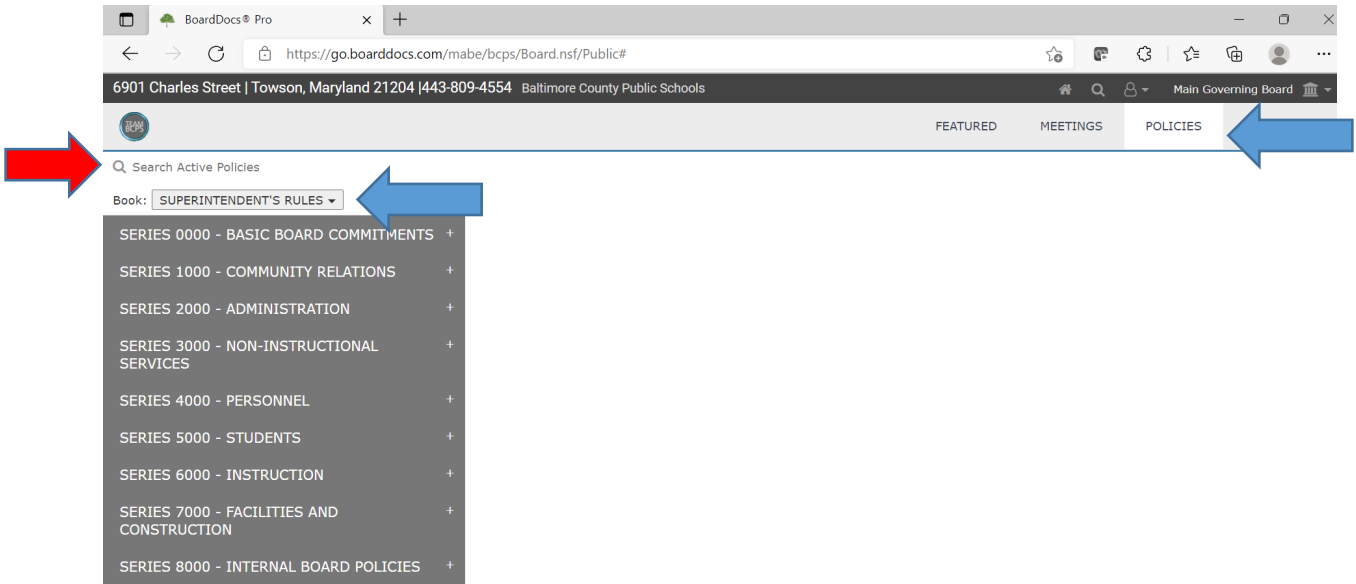 BoardDocs® Pro
https://go.boarddocs.com/mabe/bcps/Board.nsf/Public#
6901 Charles Street | Towson, Maryland 21204 |443-809-4554 Baltimore County Public Schools
Main Governing Board
TEAM
BCPS
FEATURED MEETINGS POLICIES
Search Active Policies
Book: SUPERINTENDENT'S RULES
SERIES 0000 - BASIC BOARD COMMITMENTS +
SERIES 1000 - COMMUNITY RELATIONS +
SERIES 2000 - ADMINISTRATION +
SERIES 3000 - NON-INSTRUCTIONAL +
SERVICES
SERIES 4000 - PERSONNEL +
SERIES 5000 - STUDENTS +
SERIES 6000 - INSTRUCTION +
SERIES 7000 - FACILITIES AND +
CONSTRUCTION
SERIES 8000 - INTERNAL BOARD POLICIES +